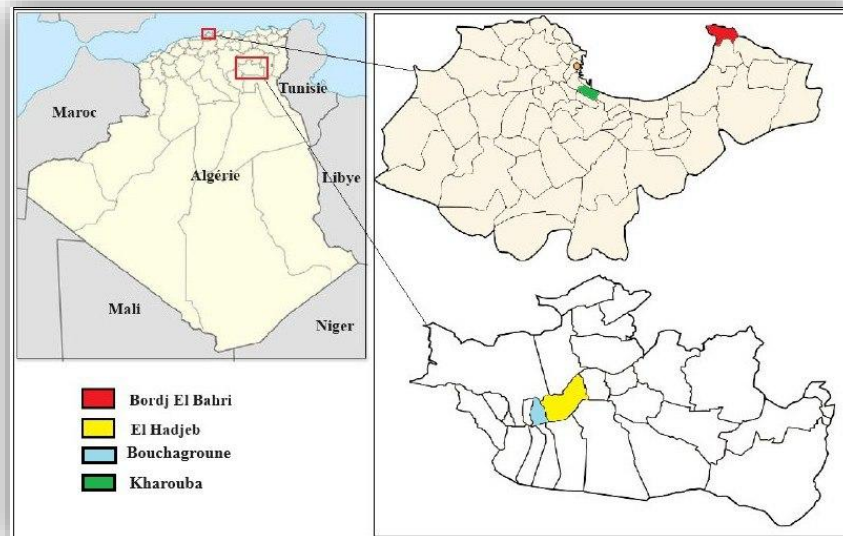 Tunisie
Maroc
Algérie
Libye
Mali
Niger
Bordj El Bahri
El Hadjeb
Bouchagroune
Kharouba